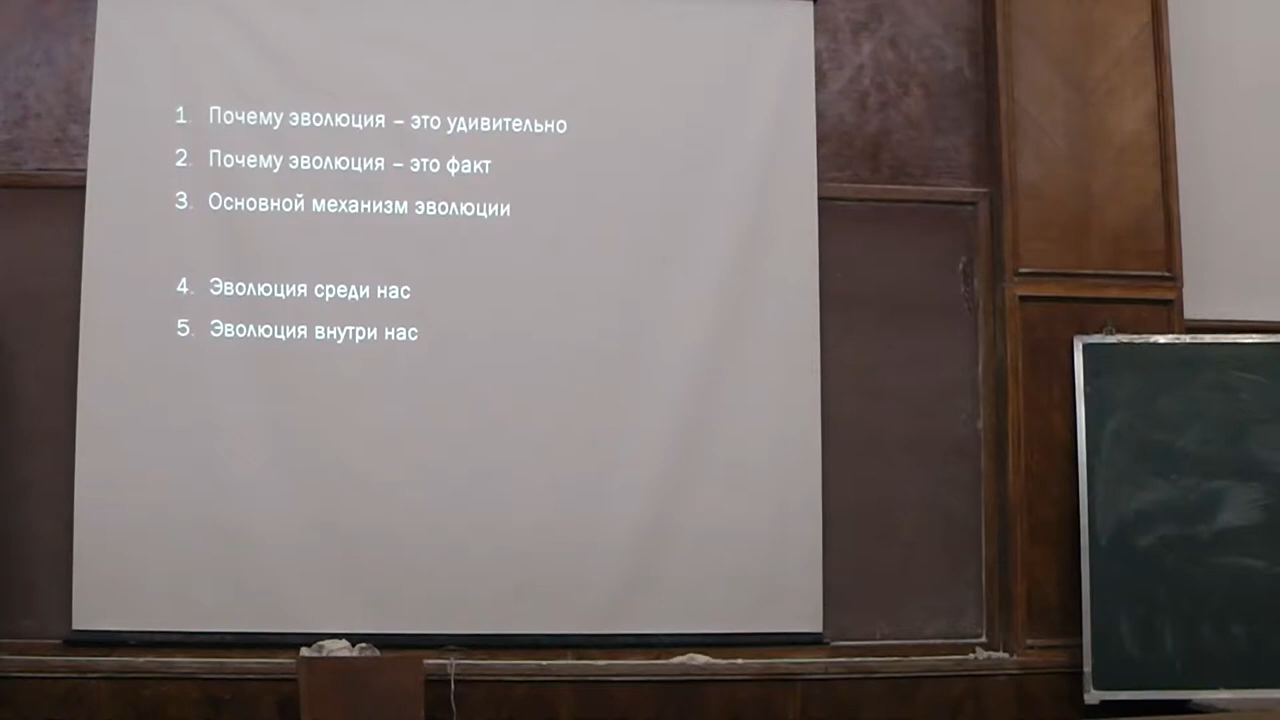 1. Почему эволюция – это удивительно
2. Почему эволюция – это факт
3. Основной механизм эволюции
4. Эволюция среди нас
5. Эволюция внутри нас